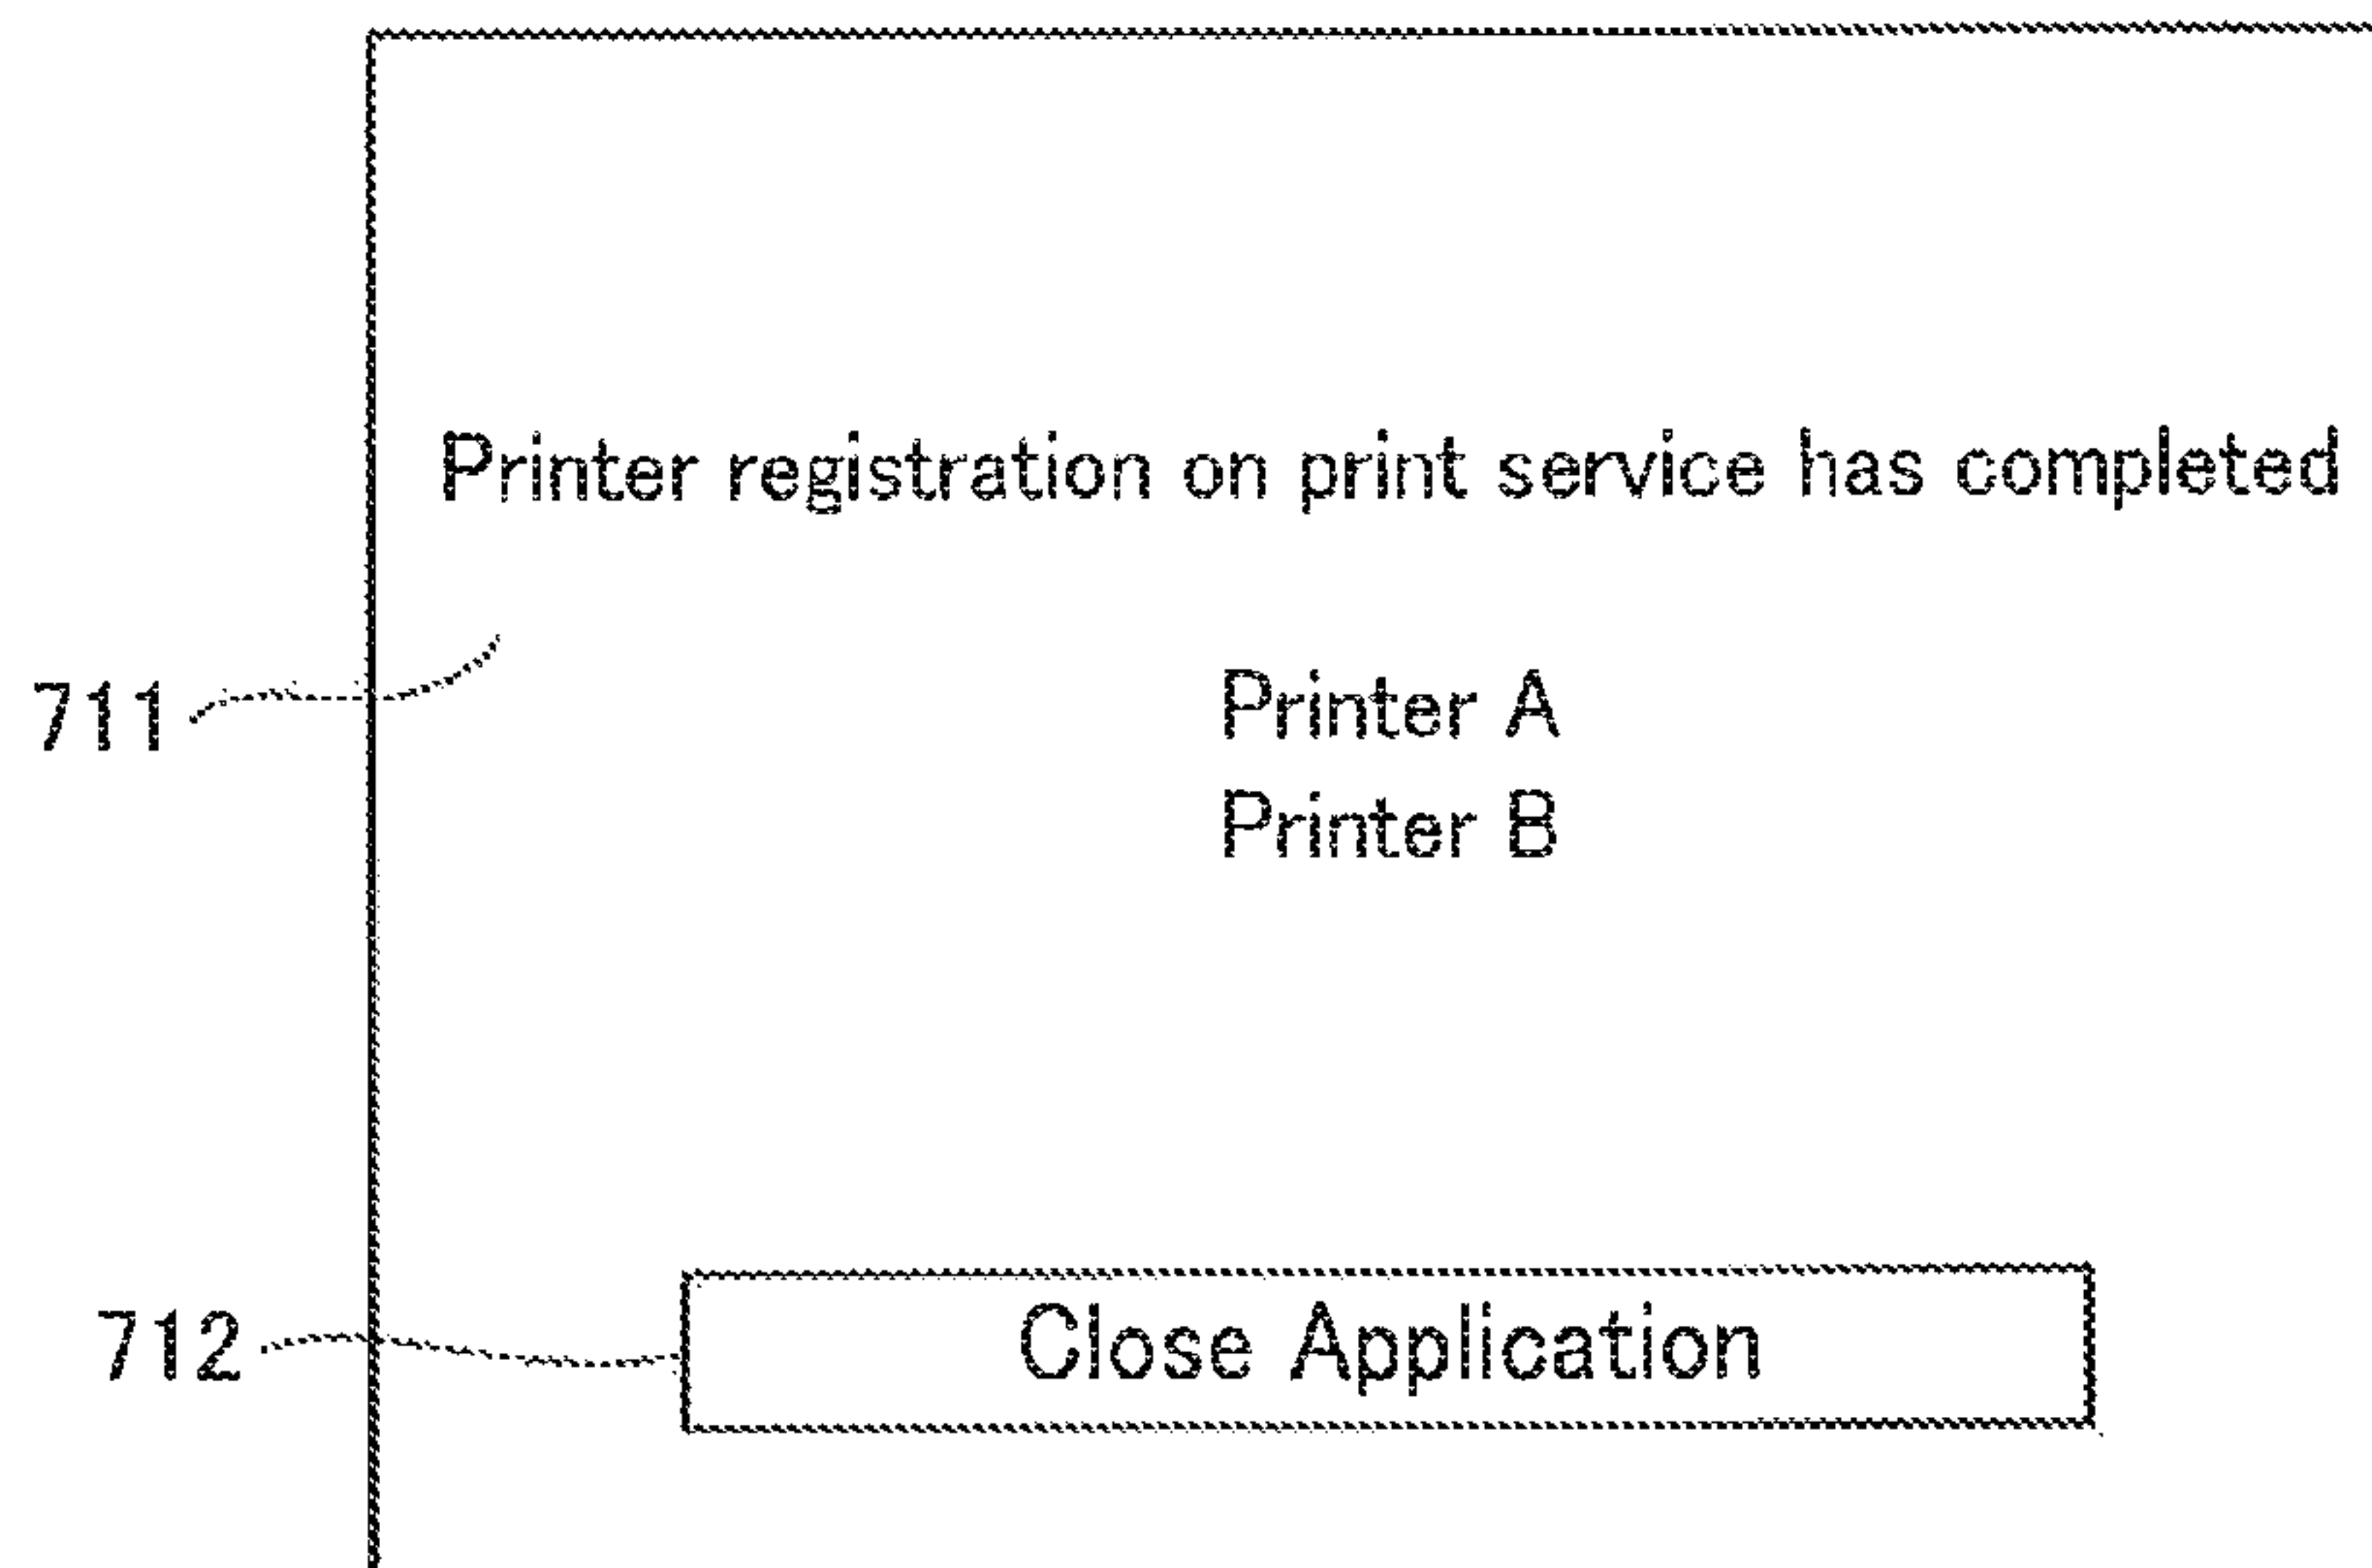 Printer registration on print service has completed
711
Printer A
Printer B
712
Close Application